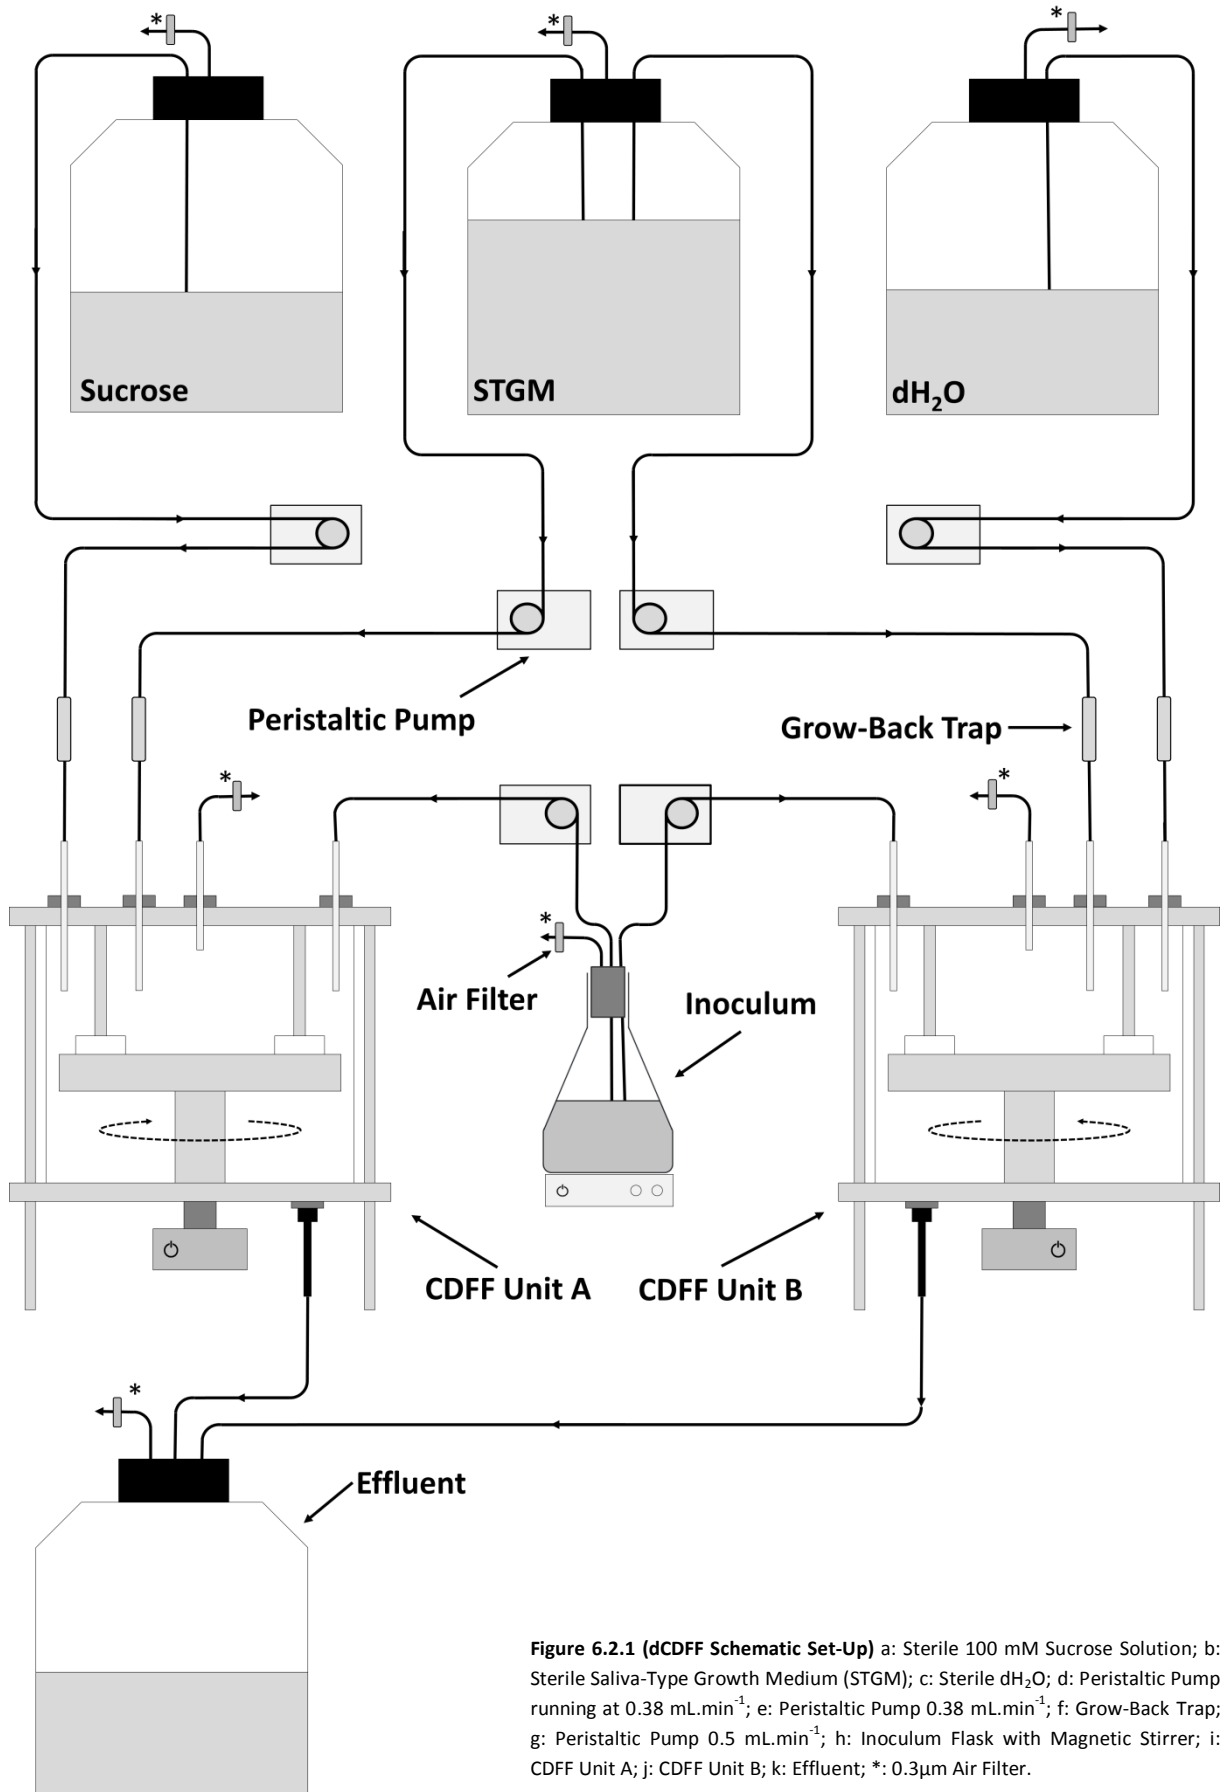 *
*
*
Sucrose
STGM
dH₂O
Peristaltic Pump
Grow-Back Trap
*
*
*
Air Filter
Inoculum
CDFF Unit A
CDFF Unit B
*
Effluent
Figure 6.2.1 (dCDFF Schematic Set-Up) a: Sterile 100 mM Sucrose Solution; b:
Sterile Saliva-Type Growth Medium (STGM); c: Sterile dH₂O; d: Peristaltic Pump
running at 0.38 mL.min⁻¹; e: Peristaltic Pump 0.38 mL.min⁻¹; f: Grow-Back Trap;
g: Peristaltic Pump 0.5 mL.min⁻¹; h: Inoculum Flask with Magnetic Stirrer; i:
CDFF Unit A; j: CDFF Unit B; k: Effluent; *: 0.3µm Air Filter.